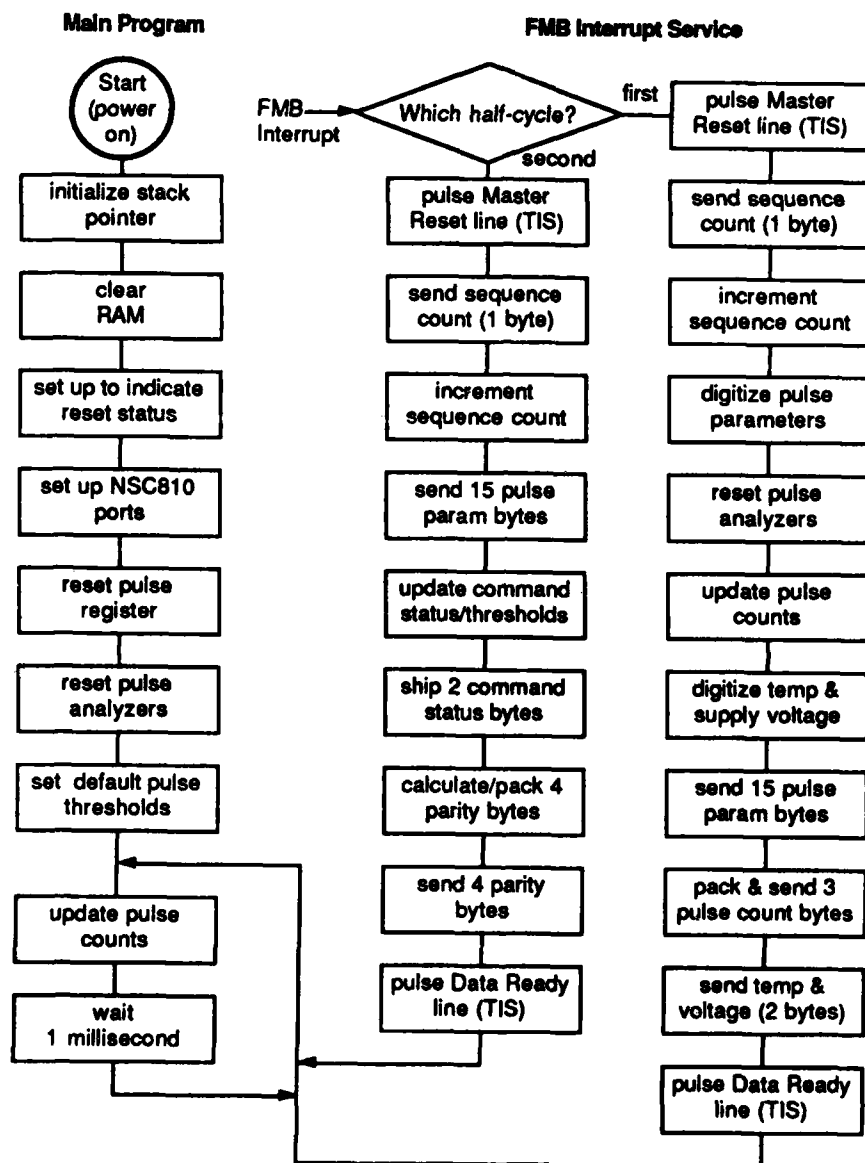 Main Program
Start
(power
on)
initialize stack
pointer
clear
RAM
set up to indicate
reset status
set up NSC810
ports
reset pulse
register
reset pulse
analyzers
set default pulse
thresholds
update pulse
counts
wait
1 millisecond
FMB Interrupt Service
FMB
Interrupt
Which half-cycle?
first
second
pulse Master
Reset line (TIS)
send sequence
count (1 byte)
increment
sequence count
send 15 pulse
param bytes
update command
status/thresholds
ship 2 command
status bytes
calculate/pack 4
parity bytes
send 4 parity
bytes
pulse Data Ready
line (TIS)
pulse Master
Reset line (TIS)
send sequence
count (1 byte)
increment
sequence count
digitize pulse
parameters
reset pulse
analyzers
update pulse
counts
digitize temp &
supply voltage
send 15 pulse
param bytes
pack & send 3
pulse count bytes
send temp &
voltage (2 bytes)
pulse Data Ready
line (TIS)